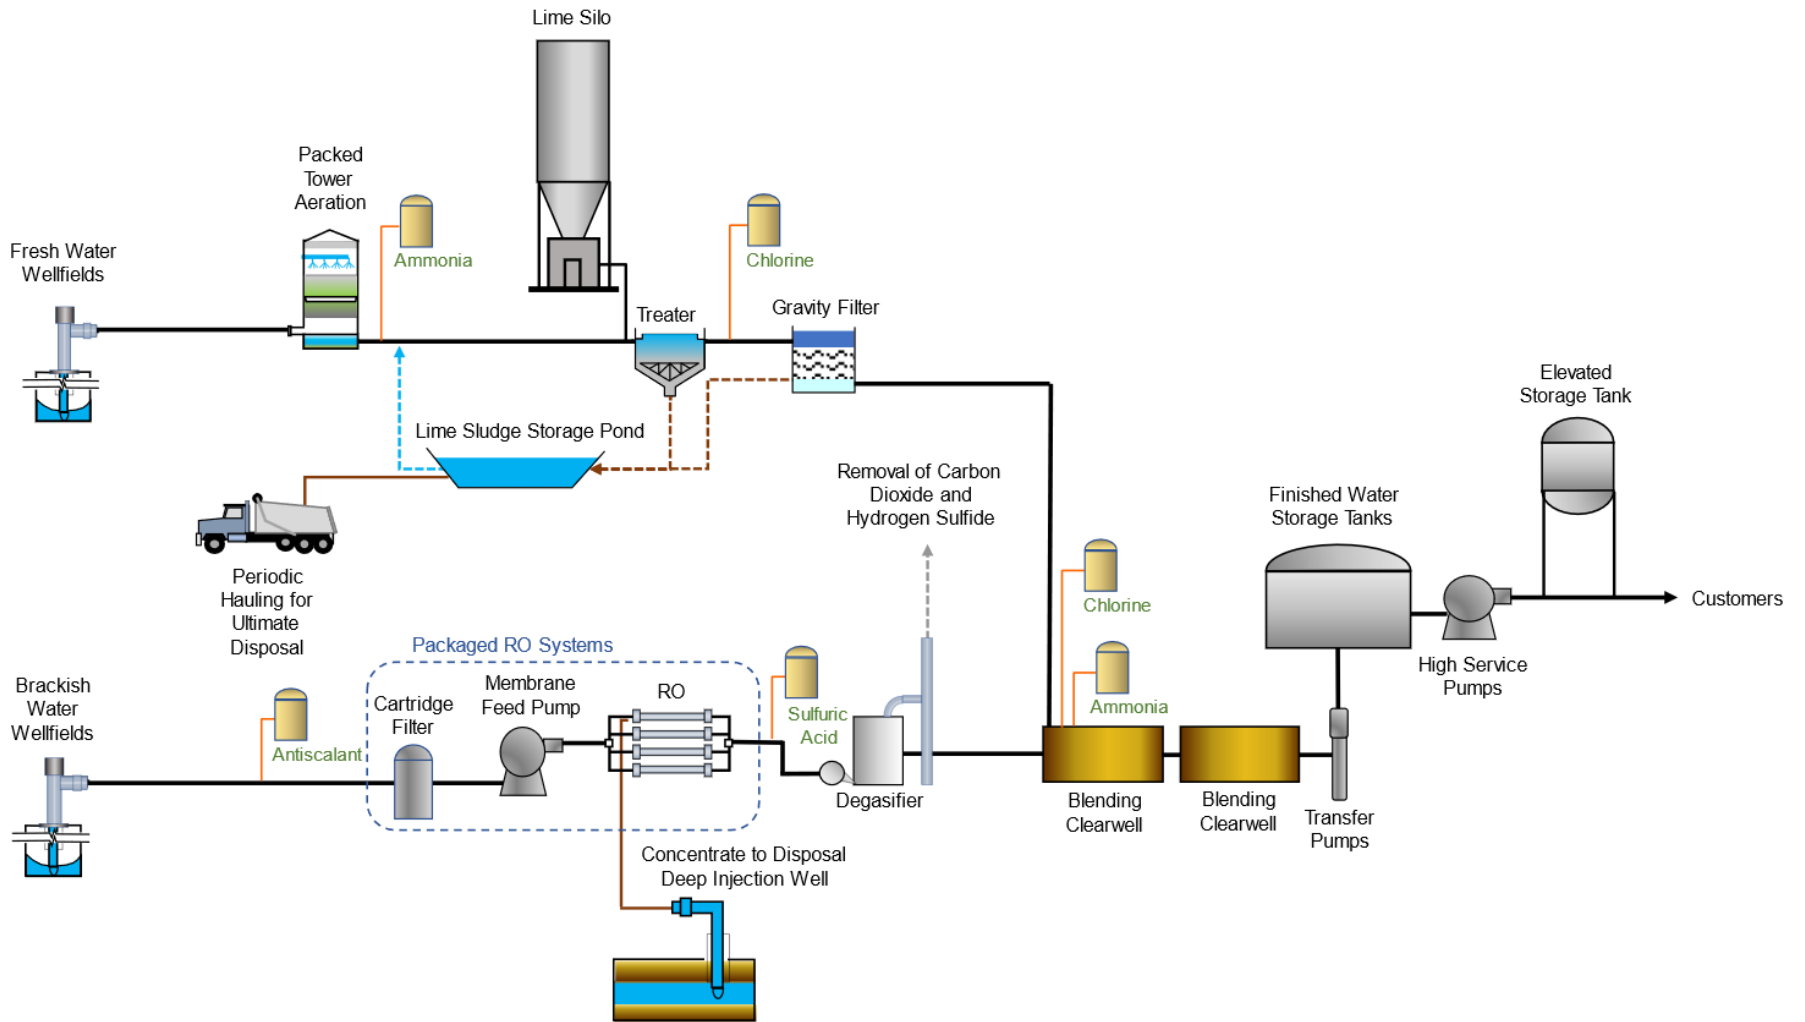 Lime Silo
Packed
Tower
Aeration
Fresh Water
Wellfields
Ammonia
Chlorine
Treater
Gravity Filter
Lime Sludge Storage Pond
Periodic
Hauling for
Ultimate
Disposal
Removal of Carbon
Dioxide and
Hydrogen Sulfide
Elevated
Storage Tank
Finished Water
Storage Tanks
Customers
High Service
Pumps
Chlorine
Ammonia
Packaged RO Systems
Brackish
Water
Wellfields
Antiscalant
Cartridge
Filter
Membrane
Feed Pump
RO
Sulfuric
Acid
Degasifier
Blending
Clearwell
Blending
Clearwell
Transfer
Pumps
Concentrate to Disposal
Deep Injection Well